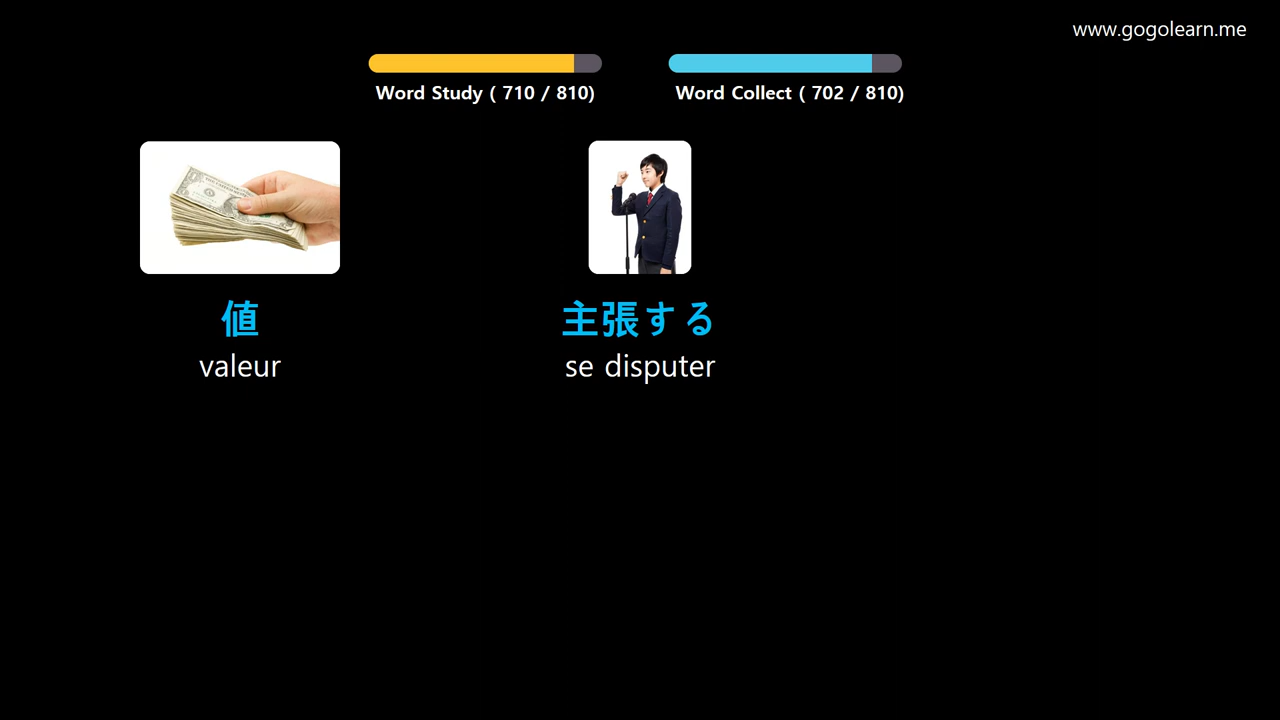 www.gogolearn.me
Word Study ( 710 / 810)
Word Collect ( 702 / 810)
値
valeur
主張する
se disputer